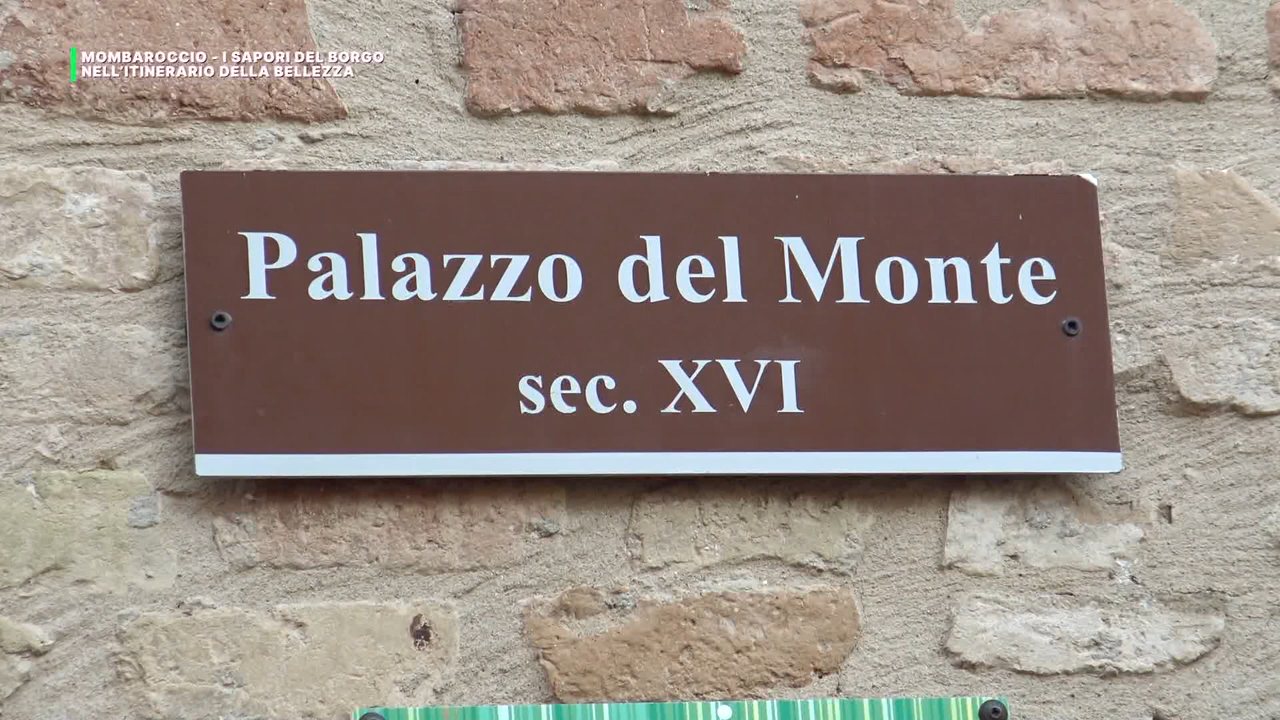 MOMBAROCCIO - I SAPORI DEL BORGO
NELL'ITINERARIO DELLA BELLEZZA
Palazzo del Monte
sec. XVI